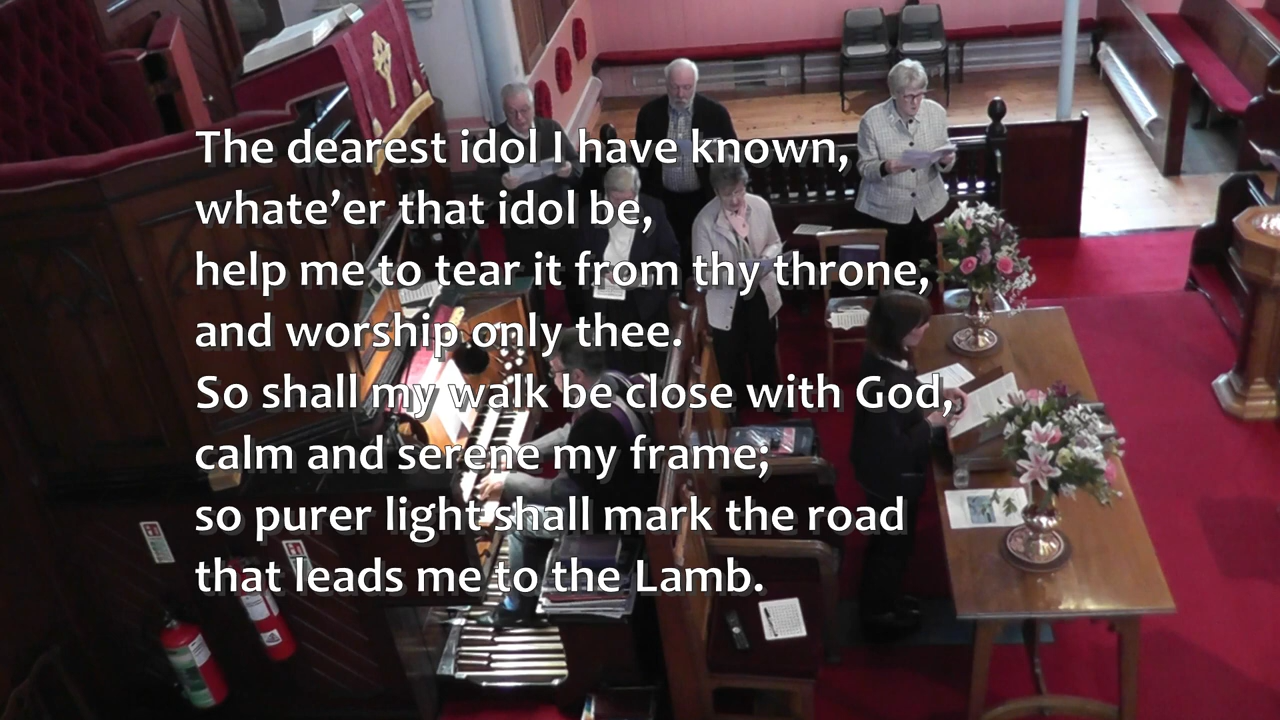 The dearest idol I have known,
whate’er that idol be,
help me to tear it from thy throne,
and worship only thee.
So shall my walk be close with God,
calm and serene my frame;
so purer light shall mark the road
that leads me to the Lamb.